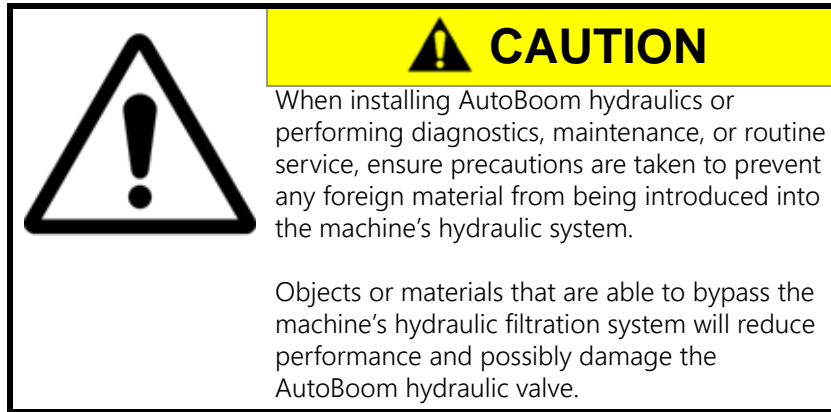 CAUTION
When installing AutoBoom hydraulics or
performing diagnostics, maintenance, or routine
service, ensure precautions are taken to prevent
any foreign material from being introduced into
the machine’s hydraulic system.
Objects or materials that are able to bypass the
machine’s hydraulic filtration system will reduce
performance and possibly damage the
AutoBoom hydraulic valve.